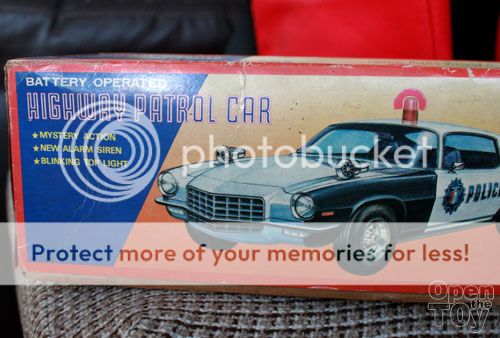 BATTERY OPERATED
HIGHWAY PATROL CAR
★MYSTERY ACTION
★NEW ALARM SIREN
★BLINKING TOP LIGHT
photobucket
POLIC
Protect more of your memories for less!
Open
the
Toy